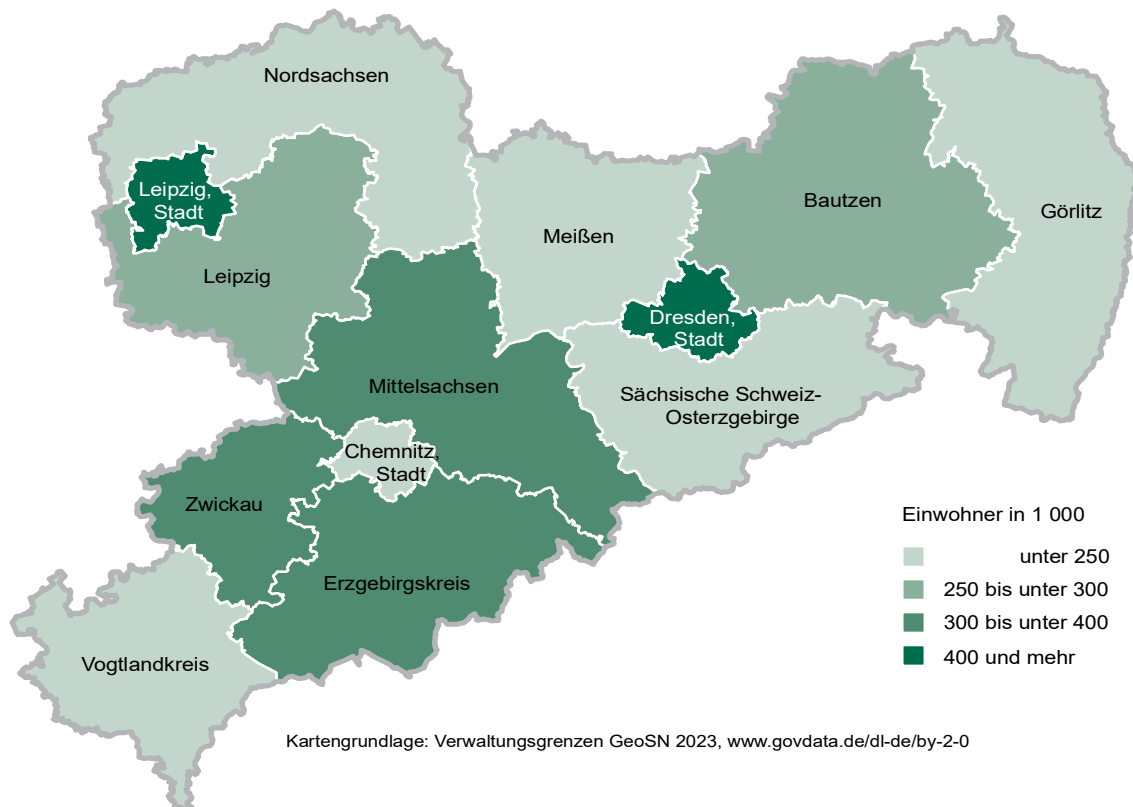 Nordsachsen
Leipzig,
Stadt
Bautzen
Görlitz
Meißen
Leipzig
Dresden,
Stadt
Mittelsachsen
Sächsische Schweiz-
Osterzgebirge
Chemnitz,
Stadt
Zwickau
Erzgebirgskreis
Vogtlandkreis
Einwohner in 1 000
unter 250
250 bis unter 300
300 bis unter 400
400 und mehr
Kartengrundlage: Verwaltungsgrenzen GeoSN 2023, www.govdata.de/dl-de/by-2-0